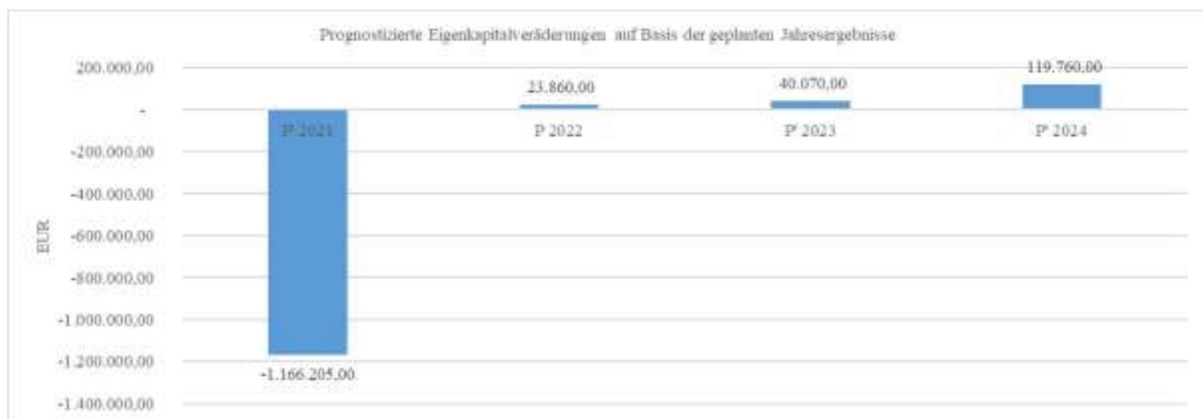 Prognostizierte Eigenkapitalveräderungen auf Basis der geplanten Jahresergebnisse
200.000,00
-
-200.000,00
-400.000,00
-600.000,00
-800.000,00
-1.000.000,00
-1.200.000,00
-1.400.000,00
EUR
P 2021
P 2022
P 2023
P 2024
-1.166.205,00
23.860,00
40.070,00
119.760,00